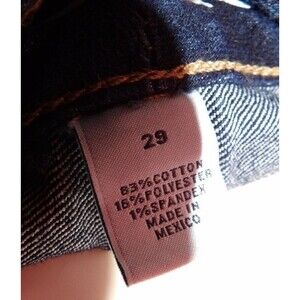 29
83%COTTON
16%POLYESTER
1%SPANDEX
MADE IN
MEXICO